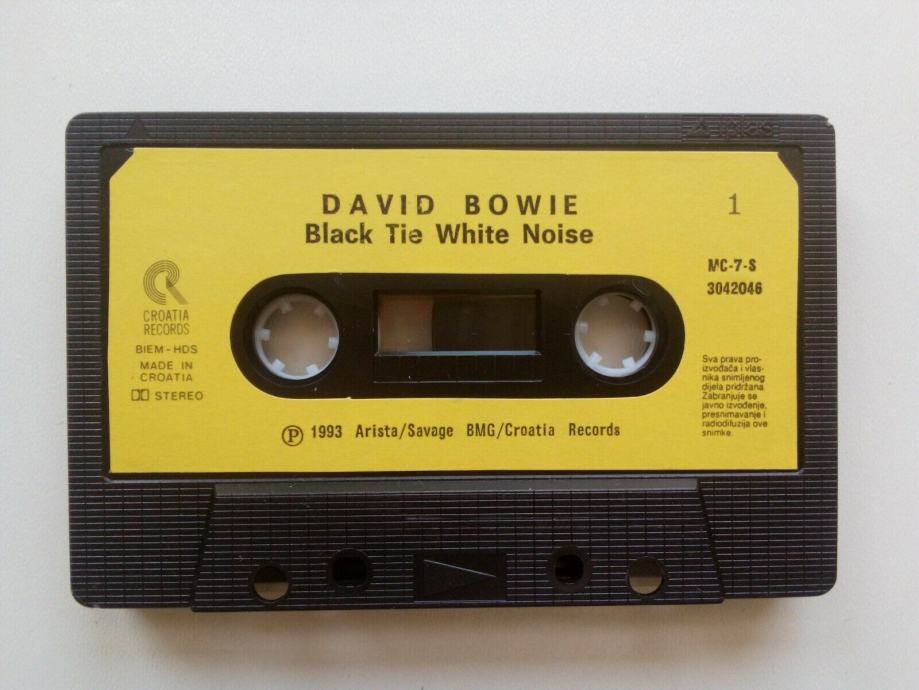 DAVID BOWIE
Black Tie White Noise
1
MC-7-S
3042046
CROATIA
RECORDS
BIEM-HDS
MADE IN
CROATIA
STEREO
Sva prava pro-
izvođača i vlas-
nika snimljenog
dijela pridržana
Zabranjuje se
javno izvođenje,
presnimavanje i
radiodifuzija ove
snimke.
Ⓟ 1993 Arista/Savage BMG/Croatia Records